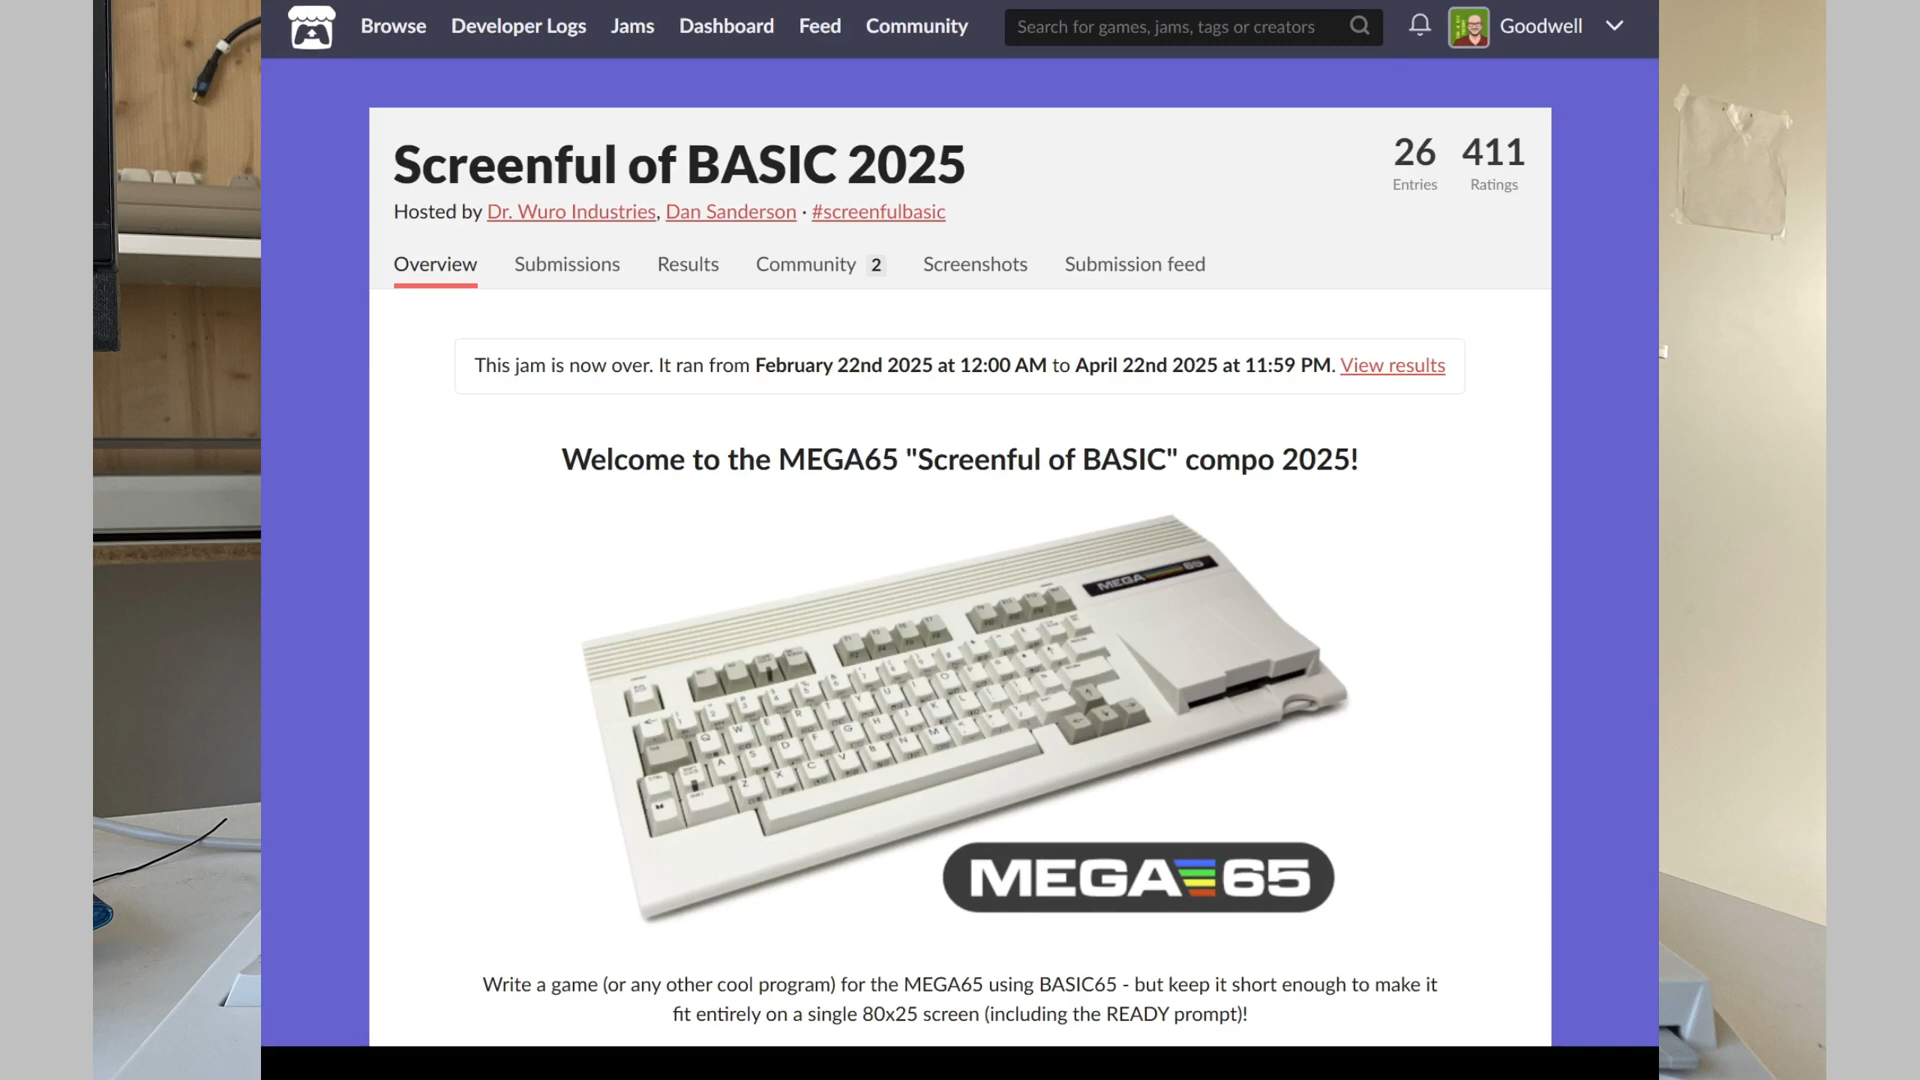 Browse Developer Logs Jams Dashboard Feed Community Search for games, jams, tags or creators Goodwell
Screenful of BASIC 2025
26 411
Entries Ratings
Hosted by Dr. Wuro Industries, Dan Sanderson · #screenfulbasic
Overview Submissions Results Community 2 Screenshots Submission feed
This jam is now over. It ran from February 22nd 2025 at 12:00 AM to April 22nd 2025 at 11:59 PM. View results
Welcome to the MEGA65 "Screenful of BASIC" compo 2025!
MEGA 65
MEGA 65
Write a game (or any other cool program) for the MEGA65 using BASIC65 - but keep it short enough to make it
fit entirely on a single 80x25 screen (including the READY prompt)!